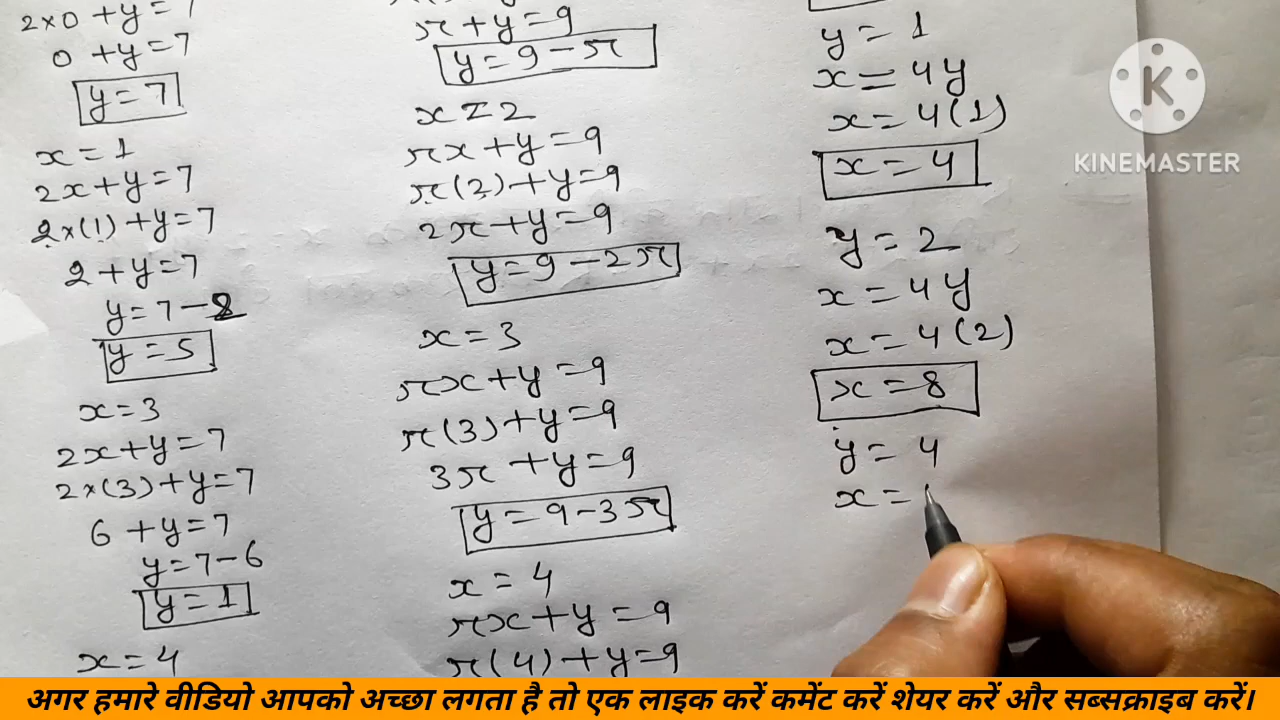 2×0 + y = 7
0 + y = 7
y = 7
x = 1
2x + y = 7
2×(1) + y = 7
2 + y = 7
y = 7 - 2
y = 5
x = 3
2x + y = 7
2×(3) + y = 7
6 + y = 7
y = 7 - 6
y = 1
x = 4
π + y = 9
y = 9 - π
x = 2
πx + y = 9
π(2) + y = 9
2π + y = 9
y = 9 - 2π
x = 3
πx + y = 9
π(3) + y = 9
3π + y = 9
y = 9 - 3π
x = 4
πx + y = 9
π(4) + y = 9
y = 1
x = 4y
x = 4(1)
x = 4
y = 2
x = 4y
x = 4(2)
x = 8
y = 4
x =
K
KINEMASTER
अगर हमारे वीडियो आपको अच्छा लगता है तो एक लाइक करें कमेंट करें शेयर करें और सब्सक्राइब करें।